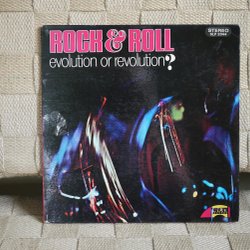 ROCK & ROLL
evolution or revolution?
STEREO